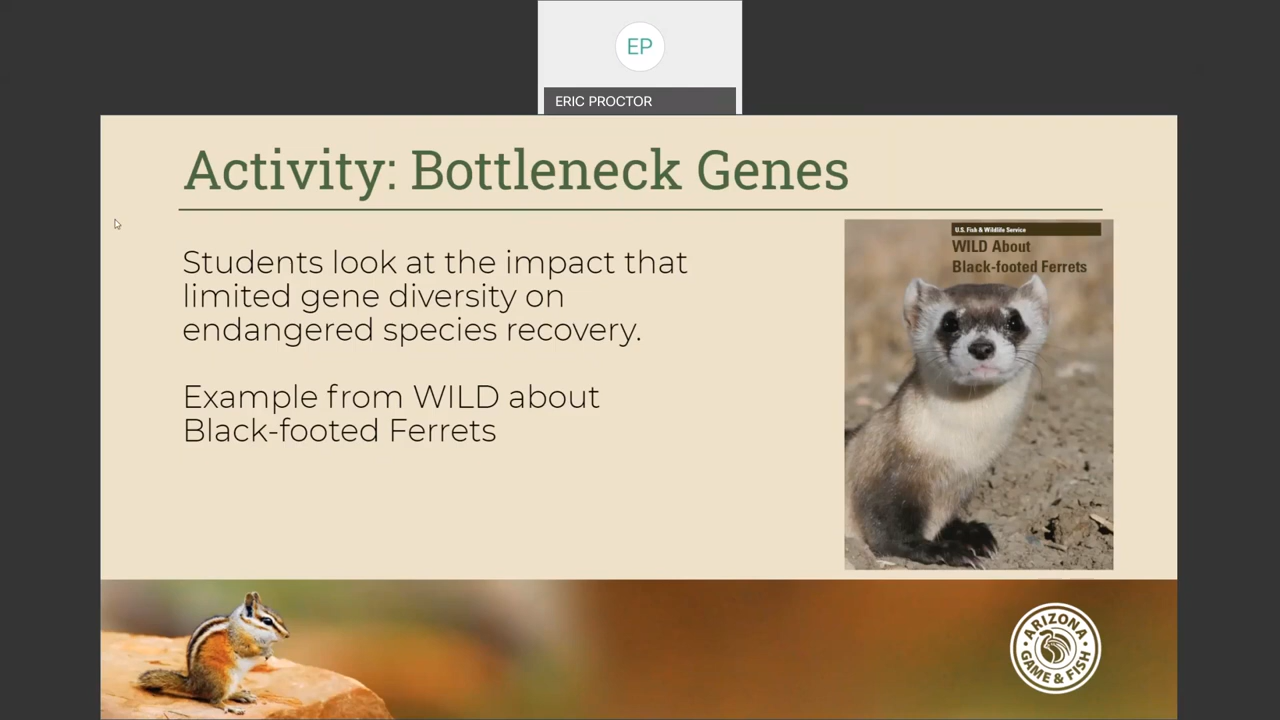 EP
ERIC PROCTOR
Activity: Bottleneck Genes
Students look at the impact that
limited gene diversity on
endangered species recovery.
Example from WILD about
Black-footed Ferrets
U.S. Fish & Wildlife Service
WILD About
Black-footed Ferrets
ARIZONA
GAME & FISH